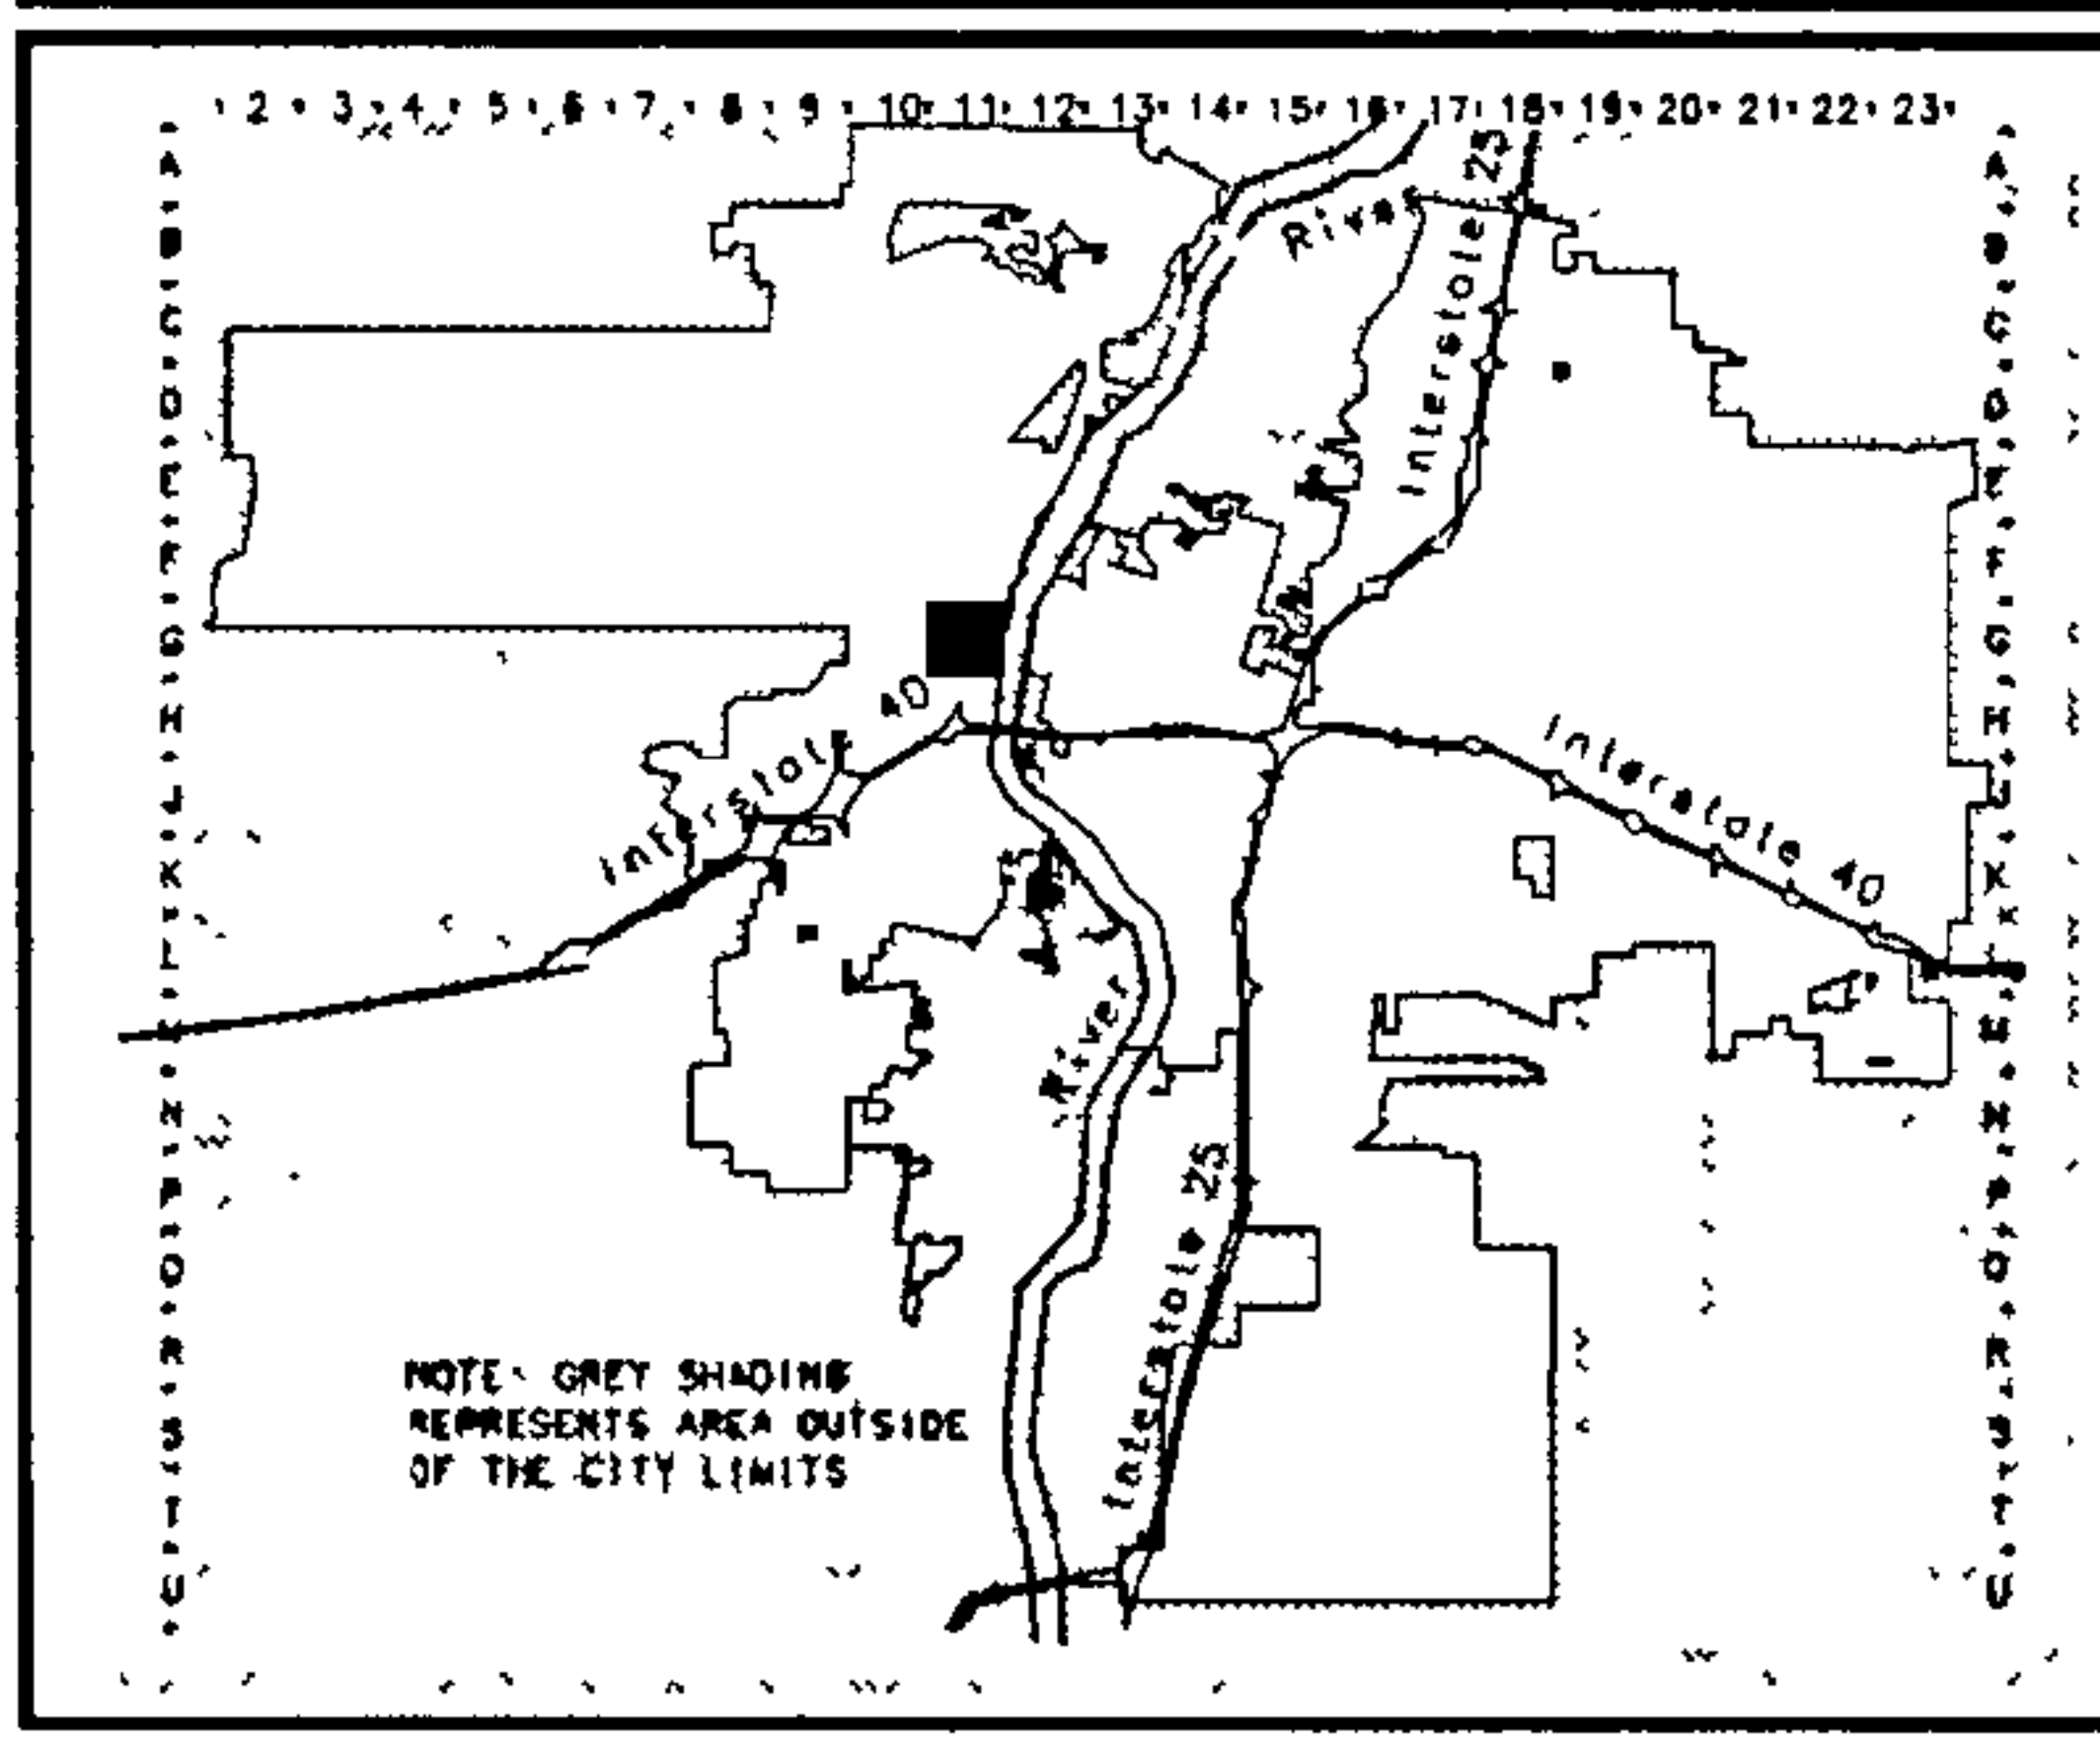 2 3 4 5 6 7 8 9 10 11 12 13 14 15 16 17 18 19 20 21 22 23
A A
B B
C C
D D
E E
F F
G G
H H
J J
K K
L L
M M
N N
P P
Q Q
R R
S S
T T
U U
River
Interstate 25
Interstate 40
Interstate 40
River
Interstate 25
NOTE: GREY SHADING
REPRESENTS AREA OUTSIDE
OF THE CITY LIMITS